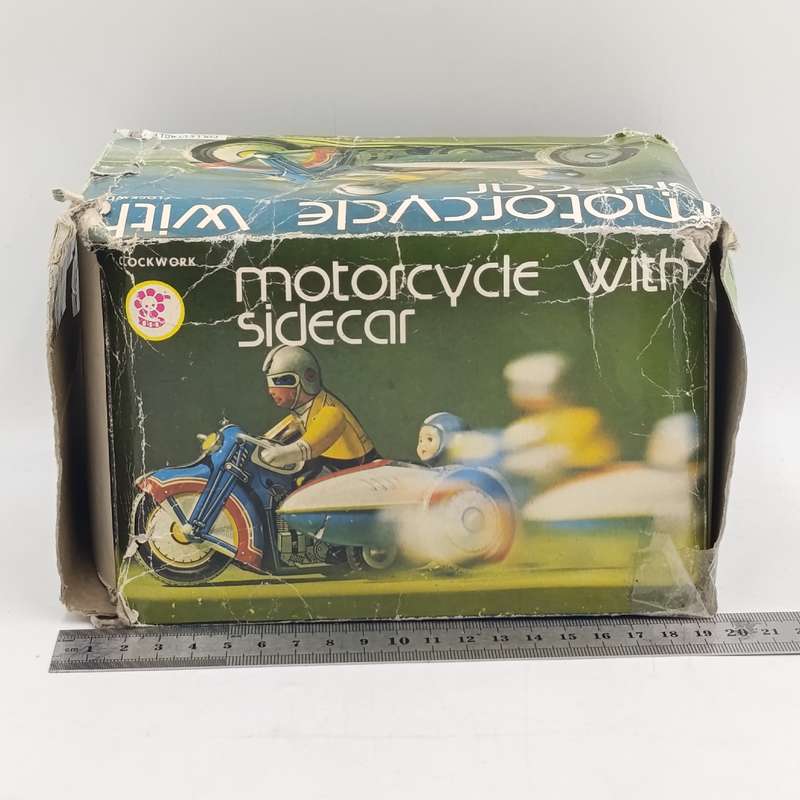 motorcycle with
sidecar
CLOCKWORK
motorcycle with
sidecar
cm 1 2 3 4 5 6 7 8 9 10 11 12 13 14 15 16 17 18 19 20 21